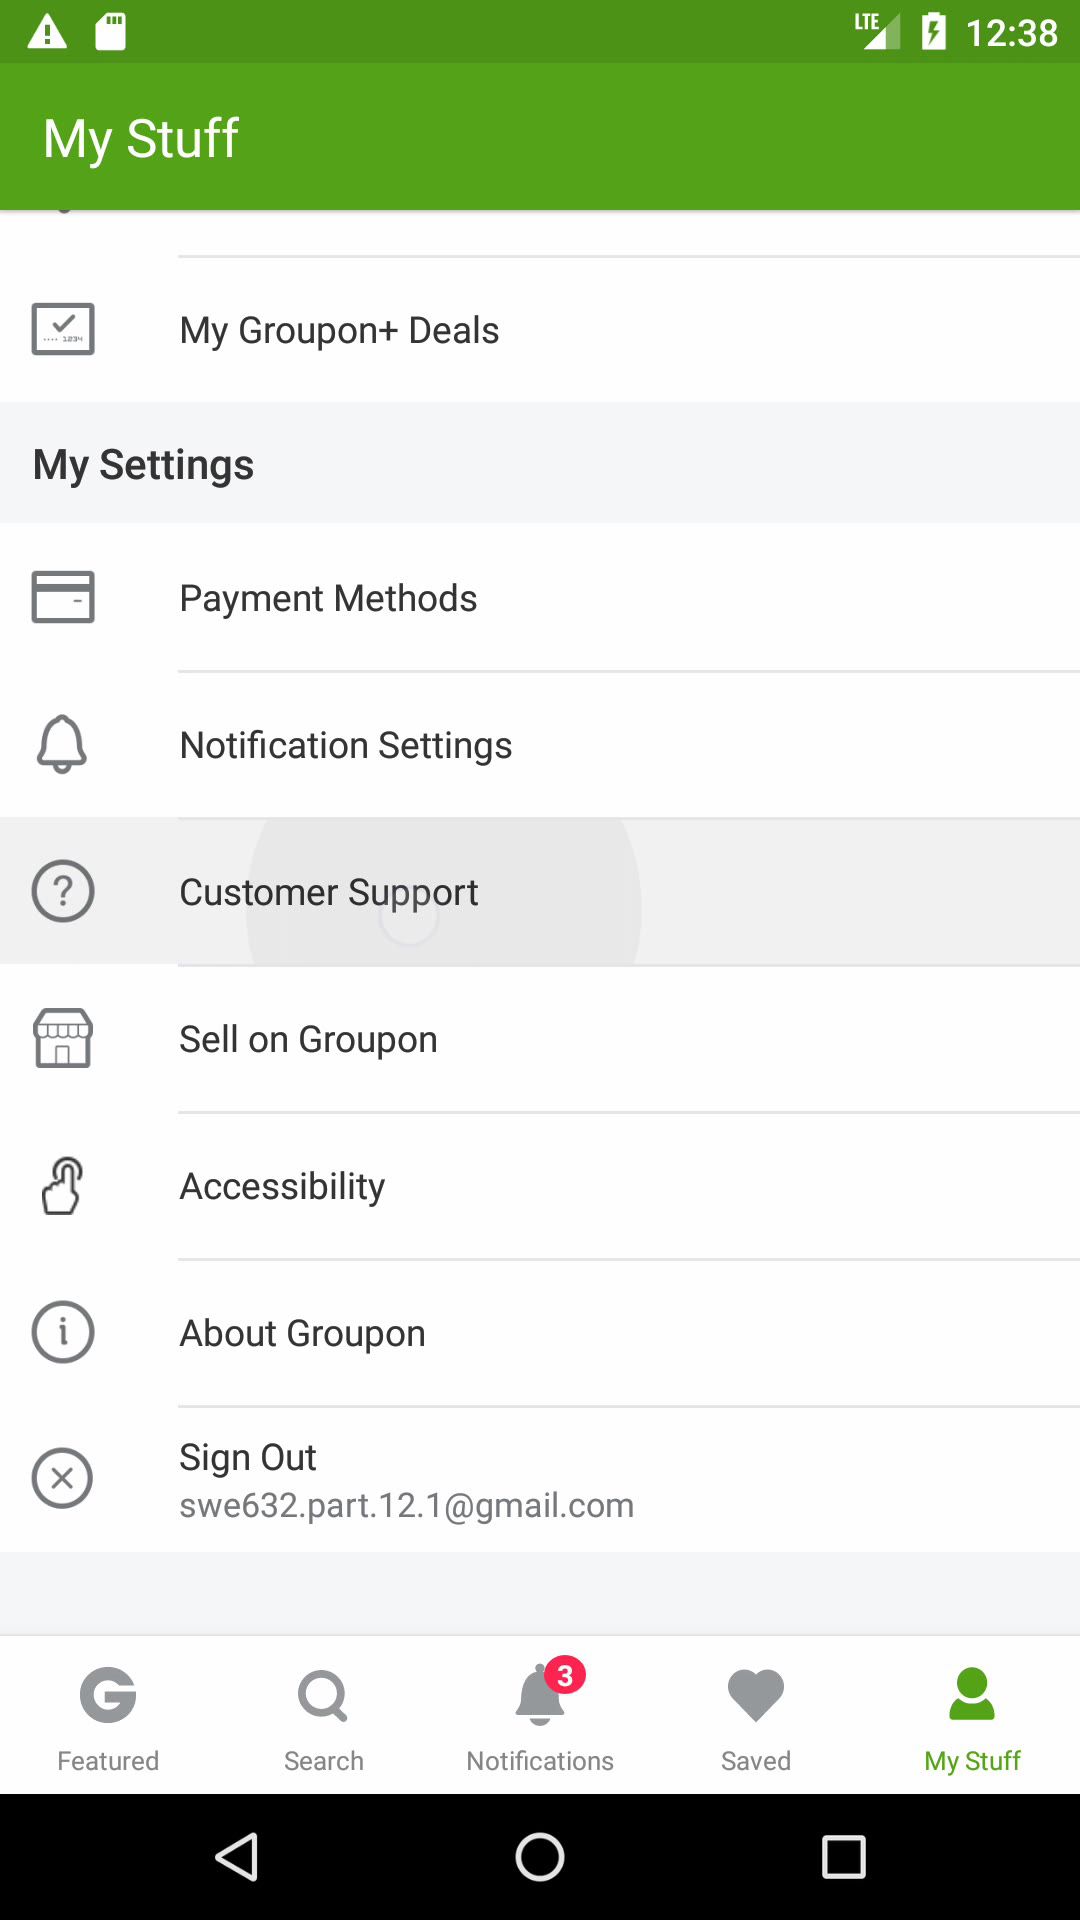 LTE 12:38
My Stuff
My Groupon+ Deals
My Settings
Payment Methods
Notification Settings
Customer Support
Sell on Groupon
Accessibility
About Groupon
Sign Out
swe632.part.12.1@gmail.com
3
Featured Search Notifications Saved My Stuff